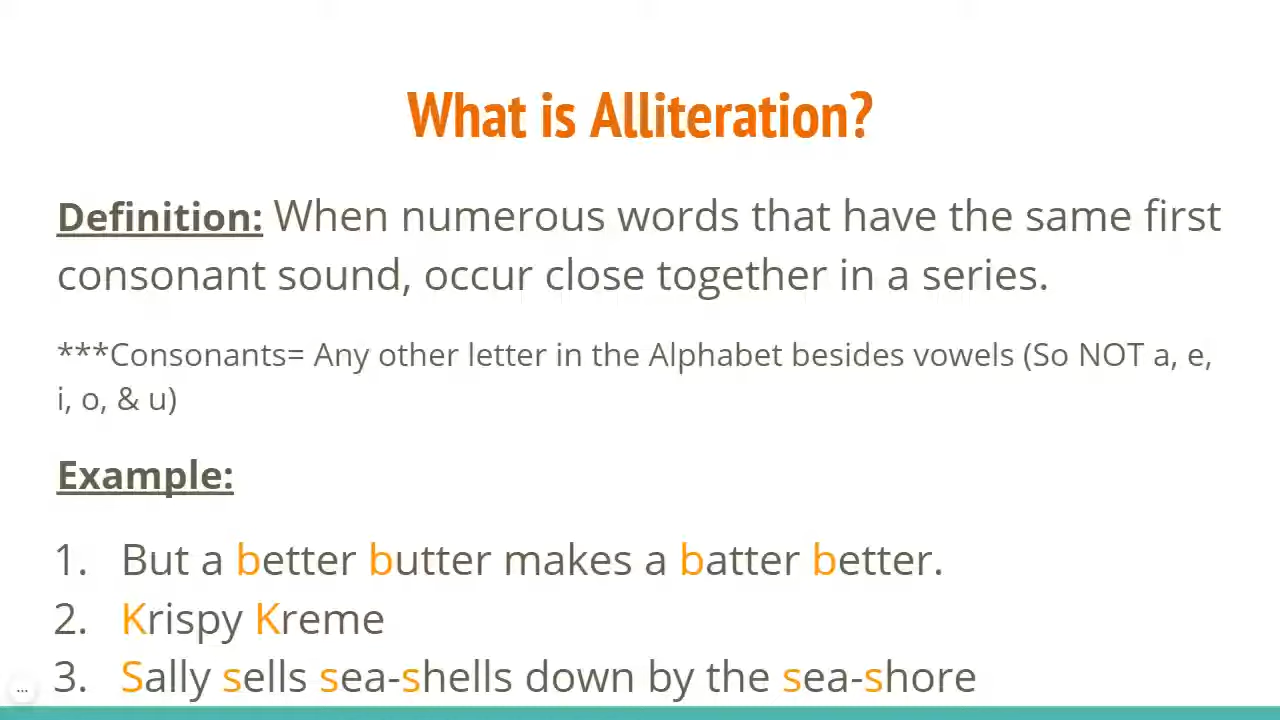 What is Alliteration?
Definition: When numerous words that have the same first
consonant sound, occur close together in a series.
***Consonants= Any other letter in the Alphabet besides vowels (So NOT a, e,
i, o, & u)
Example:
1. But a better butter makes a batter better.
2. Krispy Kreme
3. Sally sells sea-shells down by the sea-shore
...